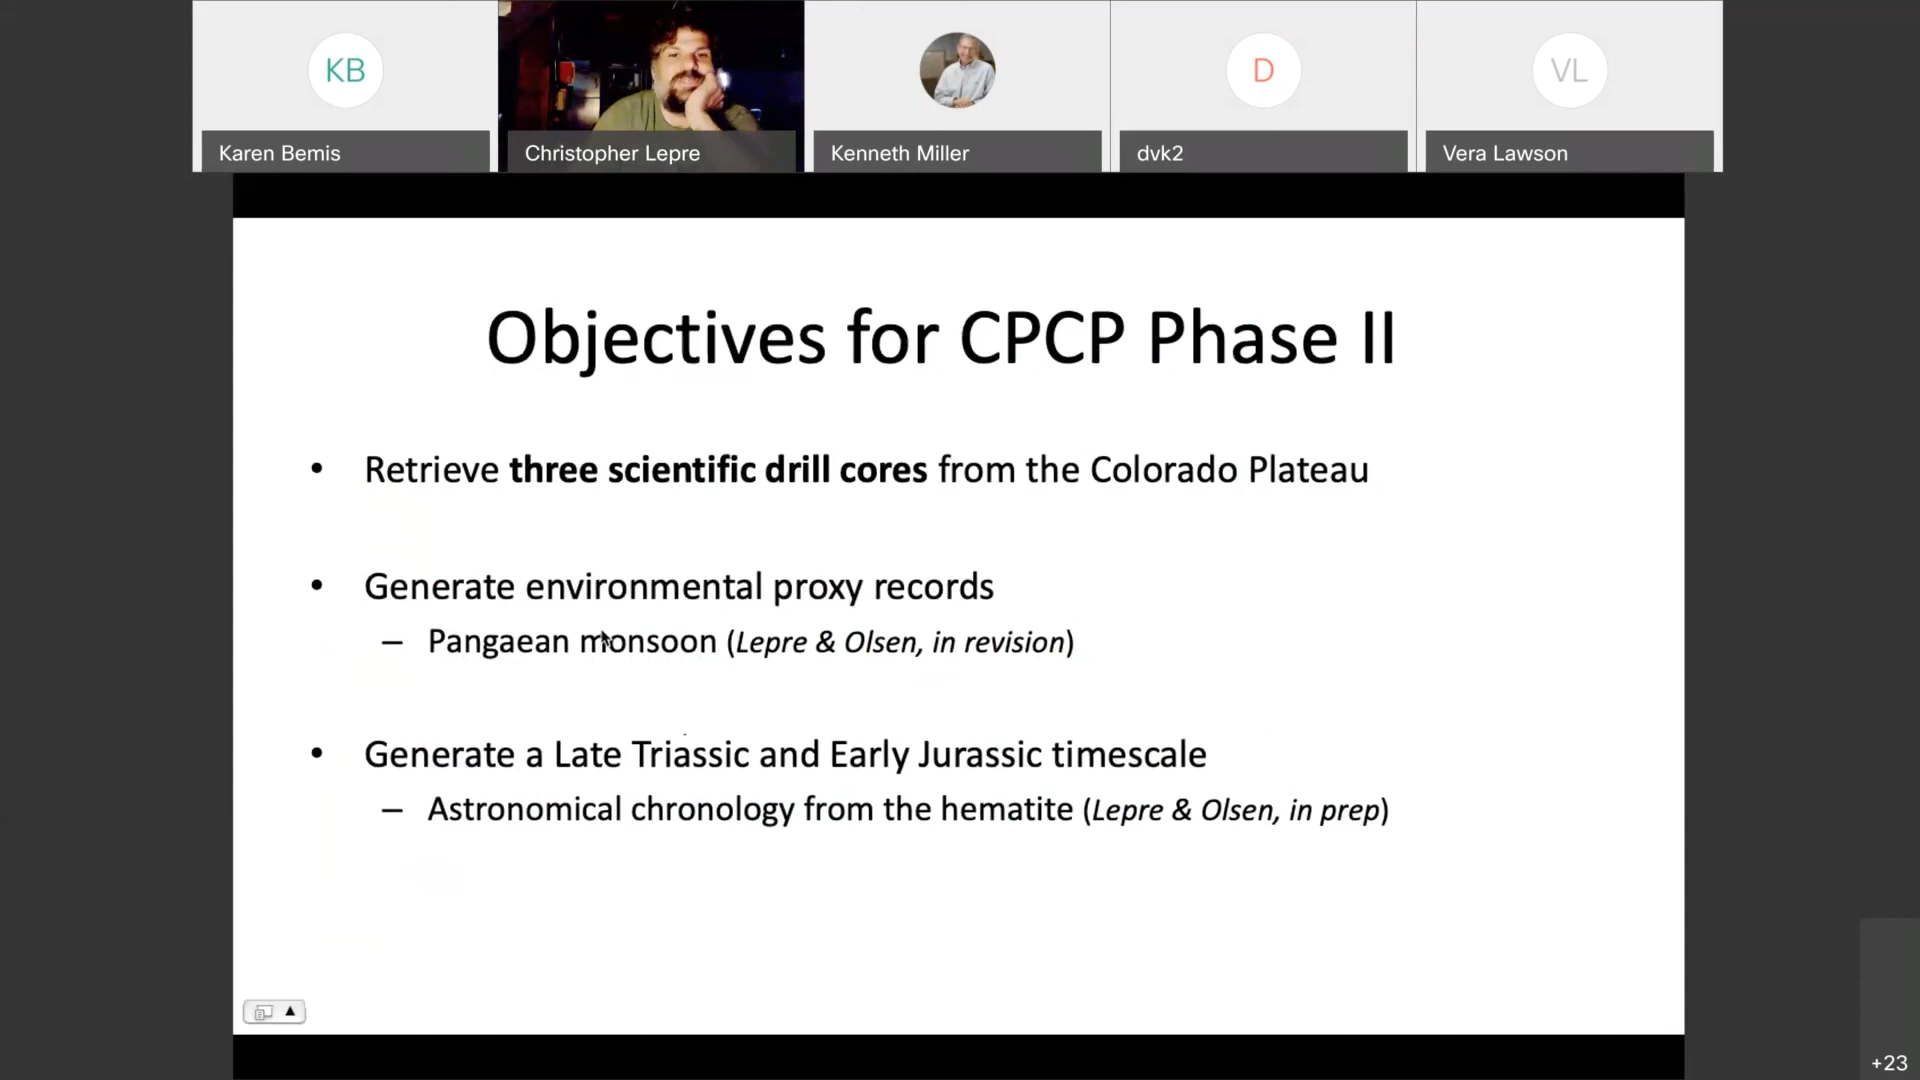 KB
D
VL
Karen Bemis
Christopher Lepre
Kenneth Miller
dvk2
Vera Lawson
Objectives for CPCP Phase II
• Retrieve three scientific drill cores from the Colorado Plateau
• Generate environmental proxy records
– Pangaean monsoon (Lepre & Olsen, in revision)
• Generate a Late Triassic and Early Jurassic timescale
– Astronomical chronology from the hematite (Lepre & Olsen, in prep)
+23